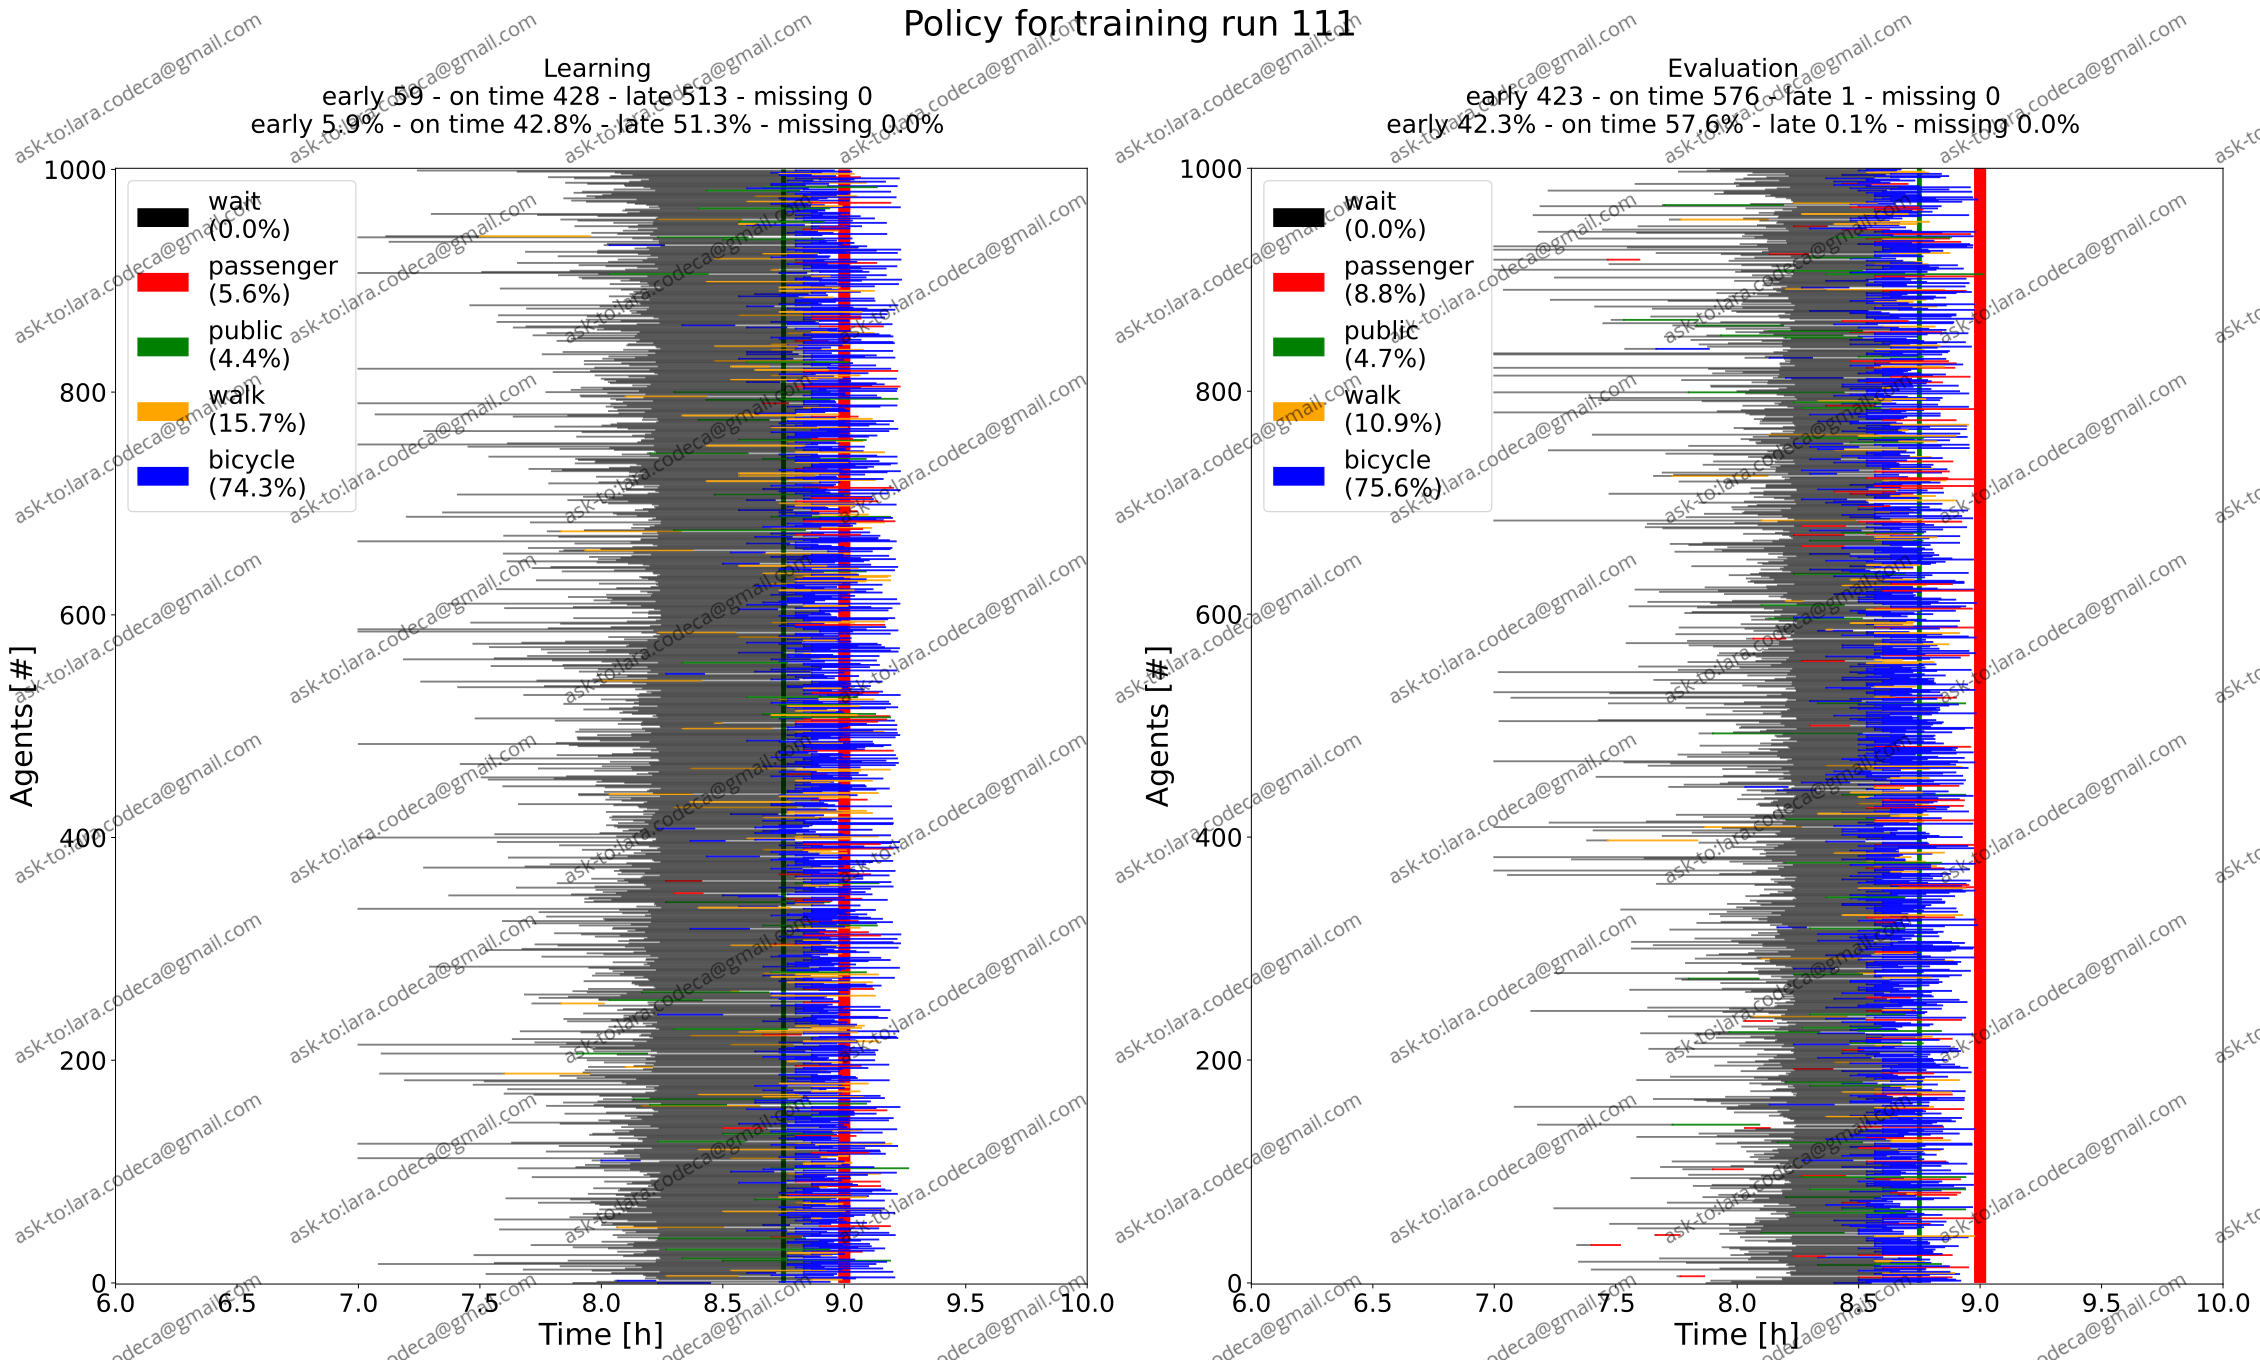 Policy for training run 111
Learning
early 59 - on time 428 - late 513 - missing 0
early 5.9% - on time 42.8% - late 51.3% - missing 0.0%
Evaluation
early 423 - on time 576 - late 1 - missing 0
early 42.3% - on time 57.6% - late 0.1% - missing 0.0%
Agents [#]
1000
800
600
400
200
0
wait
(0.0%)
passenger
(5.6%)
public
(4.4%)
walk
(15.7%)
bicycle
(74.3%)
6.0 6.5 7.0 7.5 8.0 8.5 9.0 9.5 10.0
Time [h]
Agents [#]
1000
800
600
400
200
0
wait
(0.0%)
passenger
(8.8%)
public
(4.7%)
walk
(10.9%)
bicycle
(75.6%)
6.0 6.5 7.0 7.5 8.0 8.5 9.0 9.5 10.0
Time [h]
ask-to:lara.codeca@gmail.com